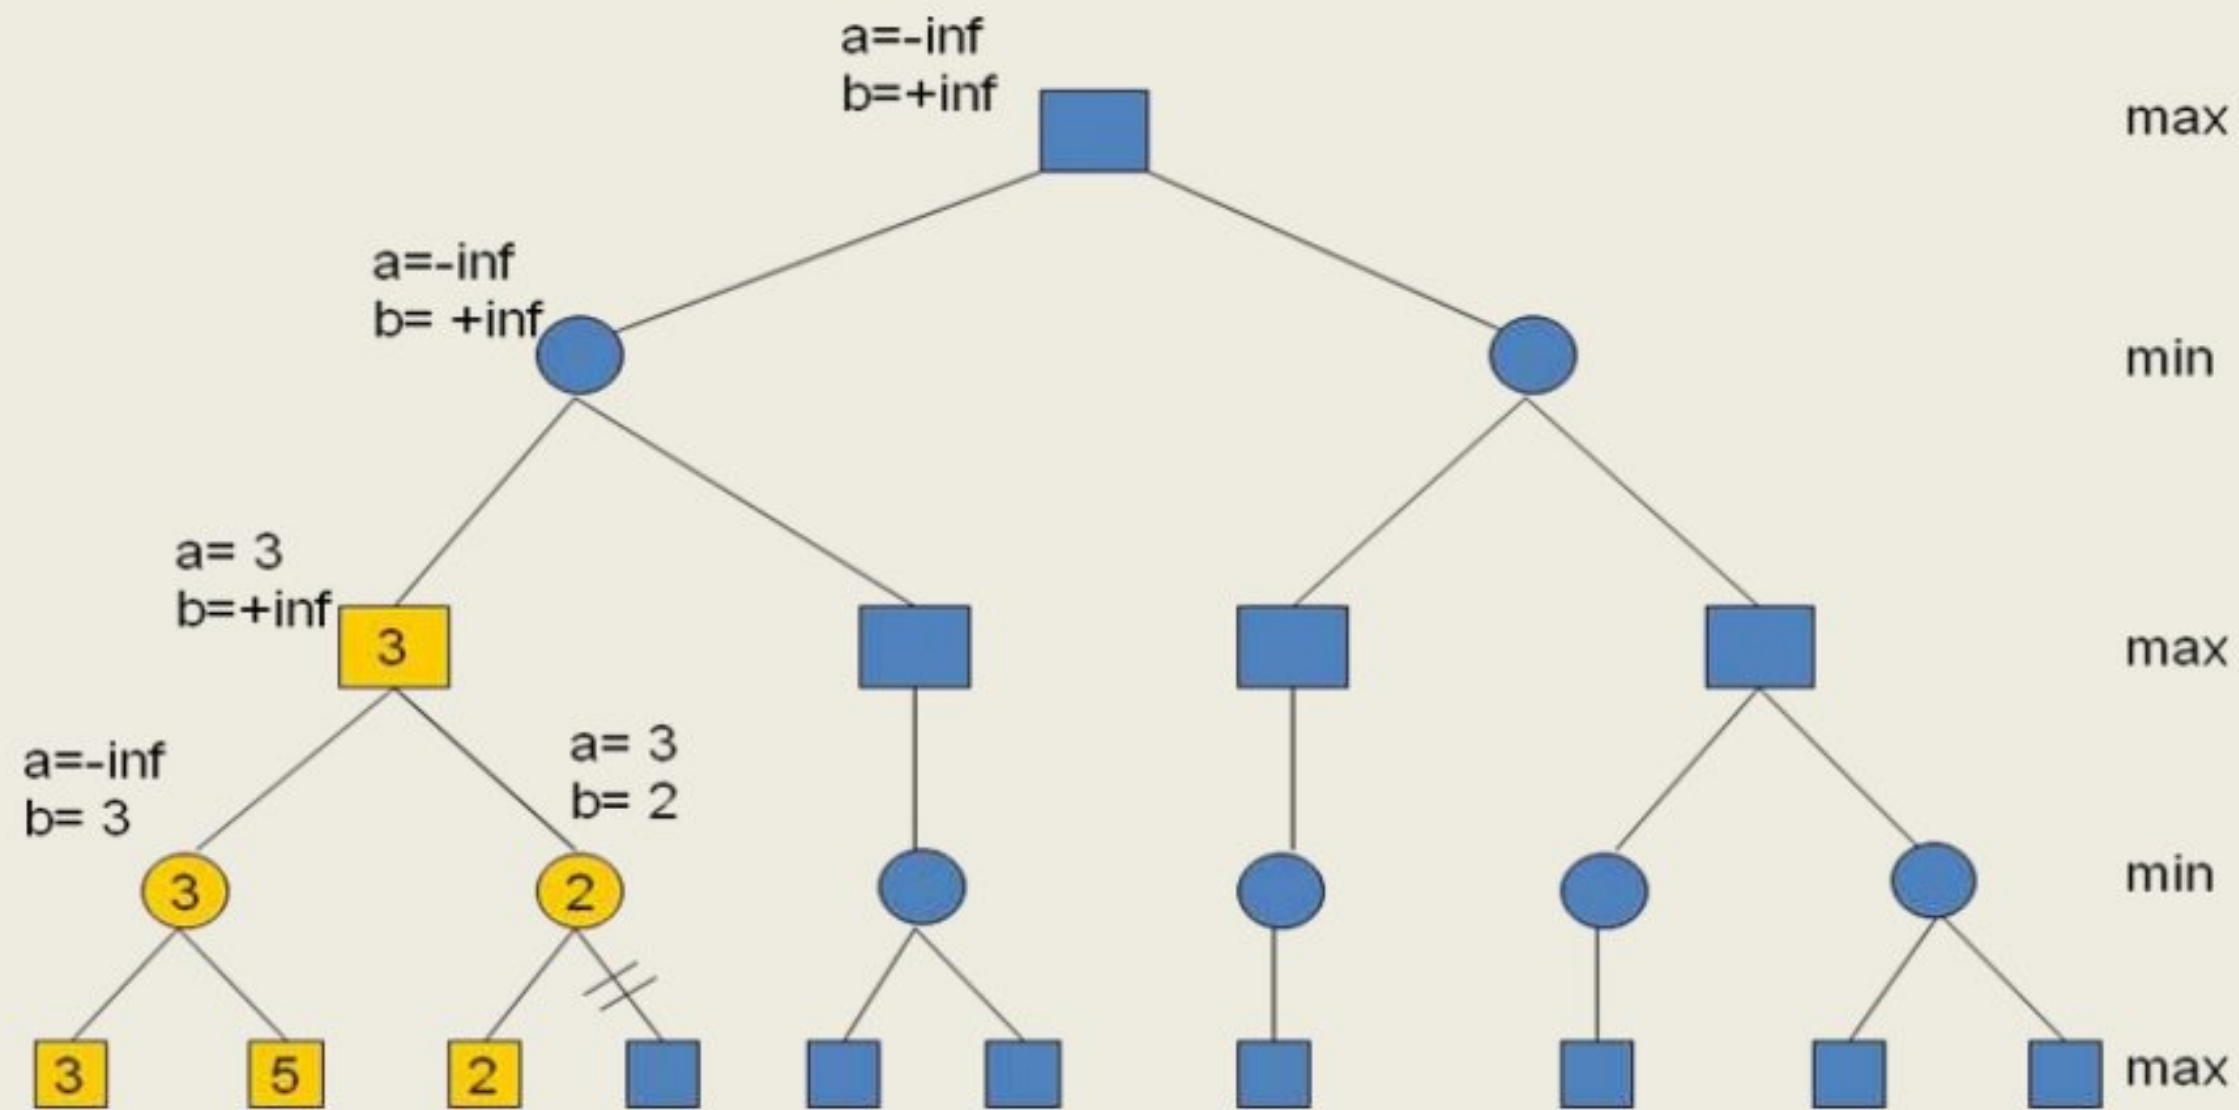 a=-inf
b=+inf
max
a=-inf
b= +inf
min
a= 3
b=+inf
3
max
a=-inf
b= 3
a= 3
b= 2
3
2
min
3
5
2
max